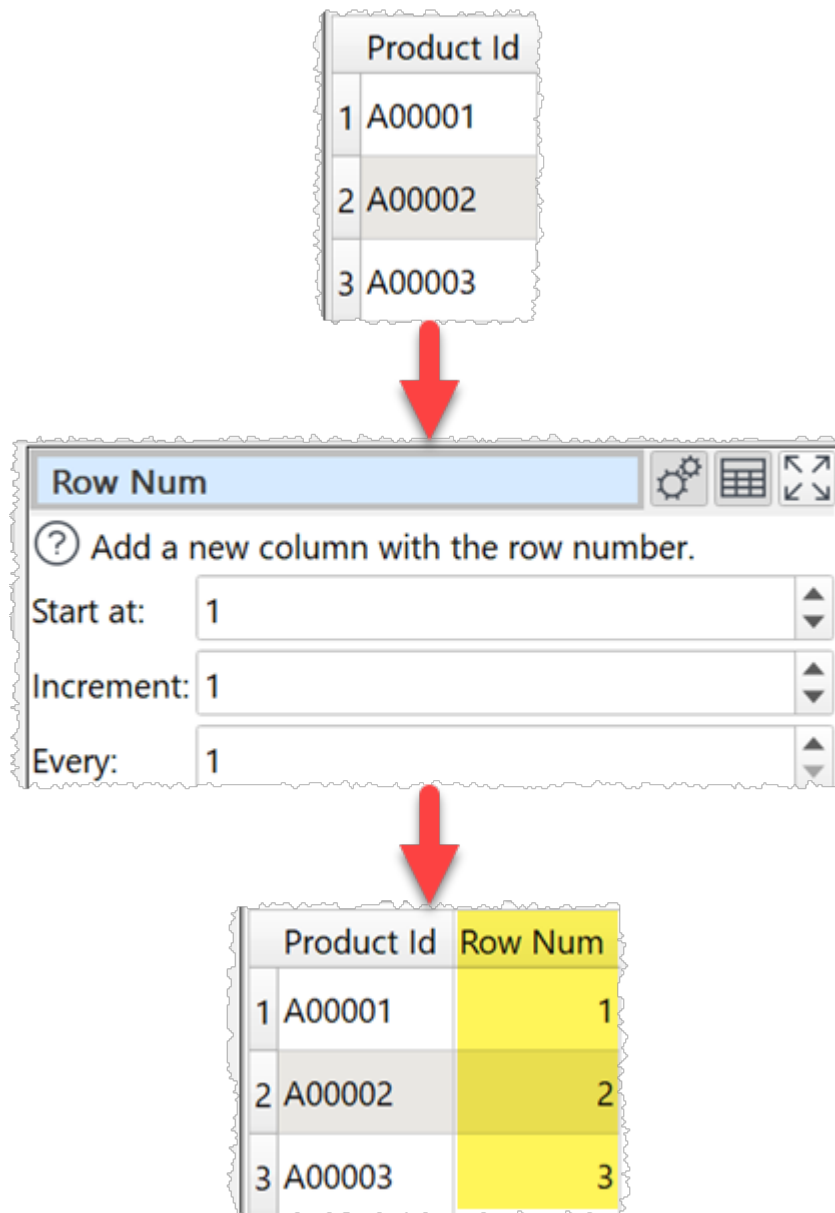 Product Id
1 A00001
2 A00002
3 A00003
Row Num
? Add a new column with the row number.
Start at: 1
Increment: 1
Every: 1
Product Id Row Num
1 A00001 1
2 A00002 2
3 A00003 3